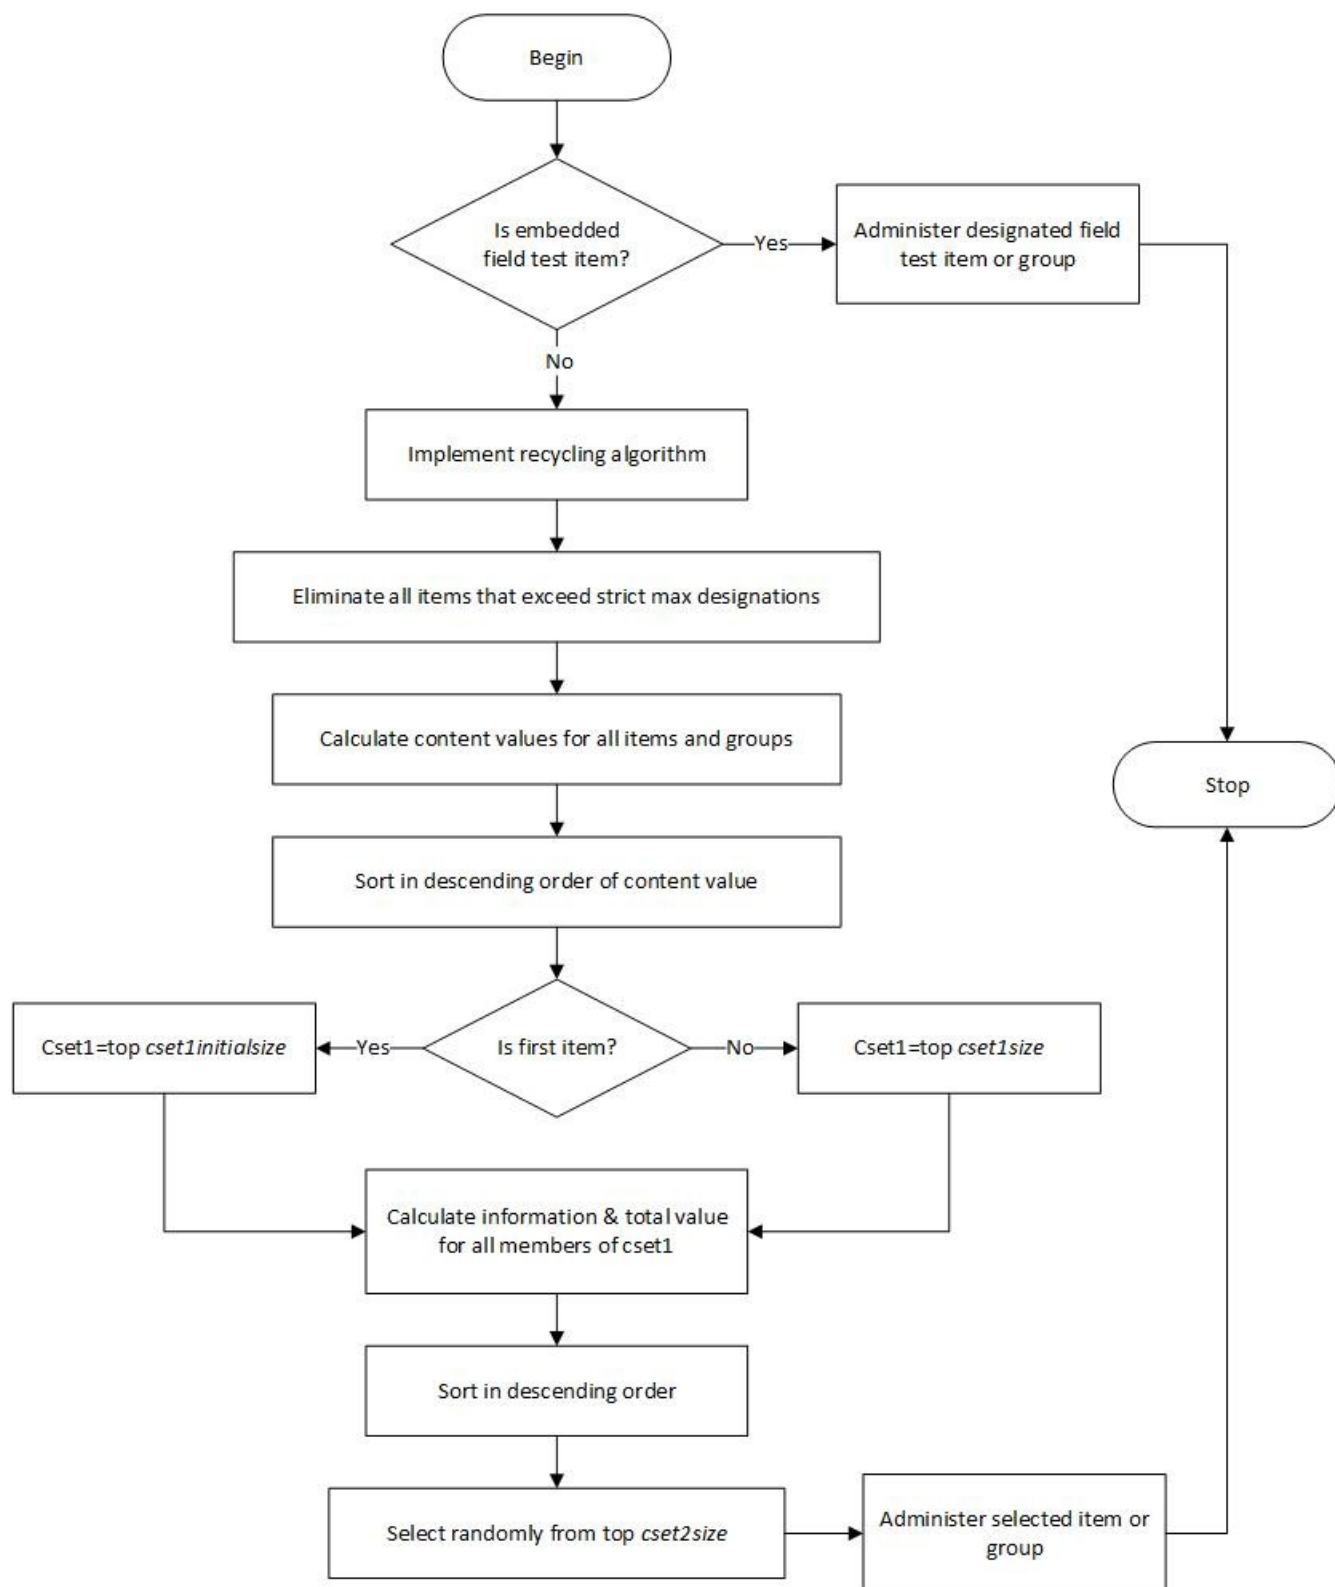 Begin
Is embedded
field test item?
Yes
Administer designated field
test item or group
No
Implement recycling algorithm
Eliminate all items that exceed strict max designations
Calculate content values for all items and groups
Stop
Sort in descending order of content value
Cset1=top cset1initialsize
Yes
Is first item?
No
Cset1=top cset1size
Calculate information & total value
for all members of cset1
Sort in descending order
Select randomly from top cset2size
Administer selected item or
group